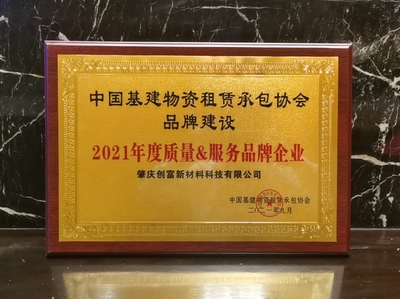 中国基建物资租赁承包协会
品牌建设
2021年度质量&服务品牌企业
肇庆创富新材料科技有限公司
中国基建物资租赁承包协会
二〇二一年九月